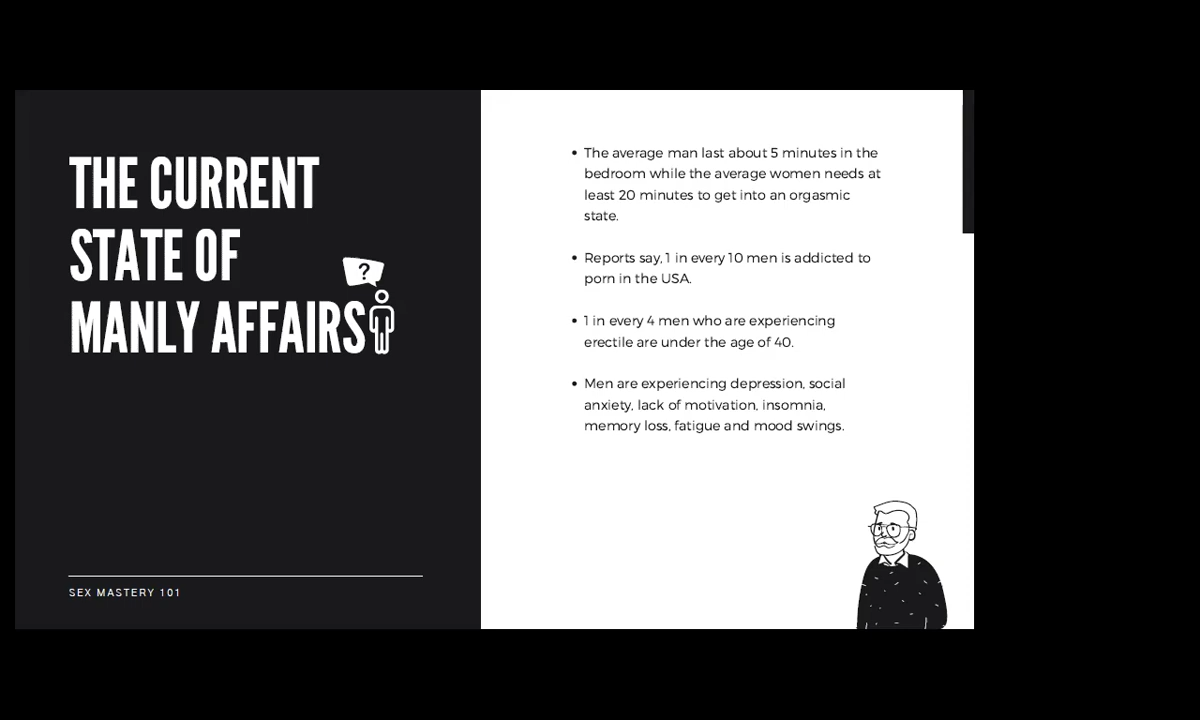 THE CURRENT
STATE OF
?
MANLY AFFAIRS
SEX MASTERY 101
• The average man last about 5 minutes in the
bedroom while the average women needs at
least 20 minutes to get into an orgasmic
state.
• Reports say, 1 in every 10 men is addicted to
porn in the USA.
• 1 in every 4 men who are experiencing
erectile are under the age of 40.
• Men are experiencing depression, social
anxiety, lack of motivation, insomnia,
memory loss, fatigue and mood swings.